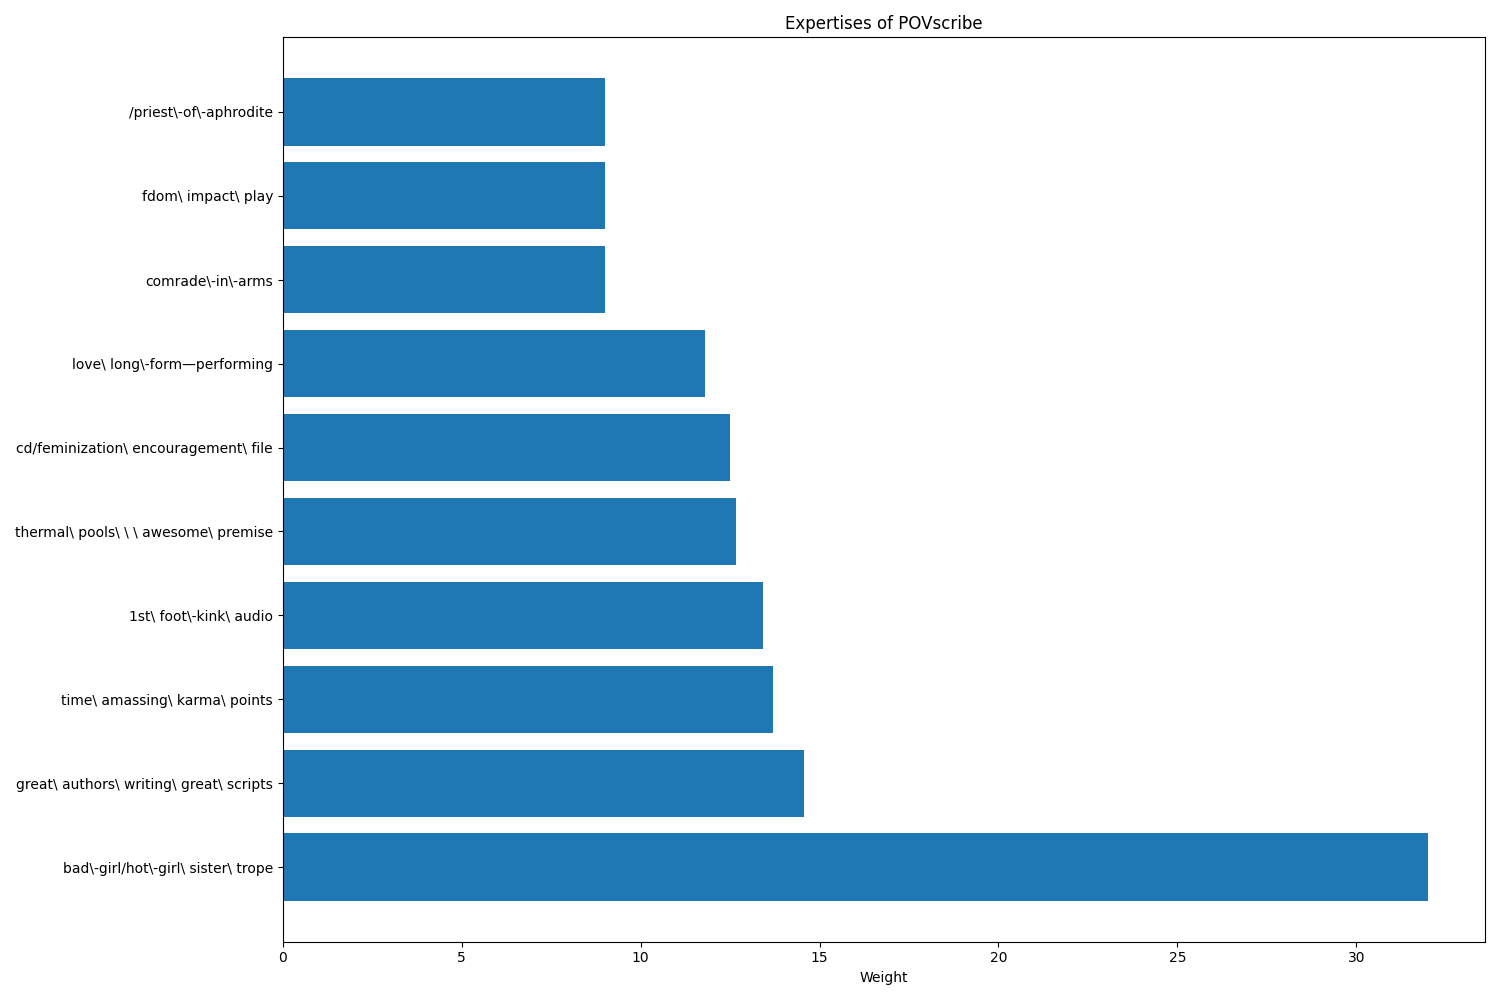 Expertises of POVscribe
/priest\-of\-aphrodite
fdom\ impact\ play
comrade\-in\-arms
love\ long\-form—performing
cd/feminization\ encouragement\ file
thermal\ pools\ \ \ awesome\ premise
1st\ foot\-kink\ audio
time\ amassing\ karma\ points
great\ authors\ writing\ great\ scripts
bad\-girl/hot\-girl\ sister\ trope
0 5 10 15 20 25 30
Weight